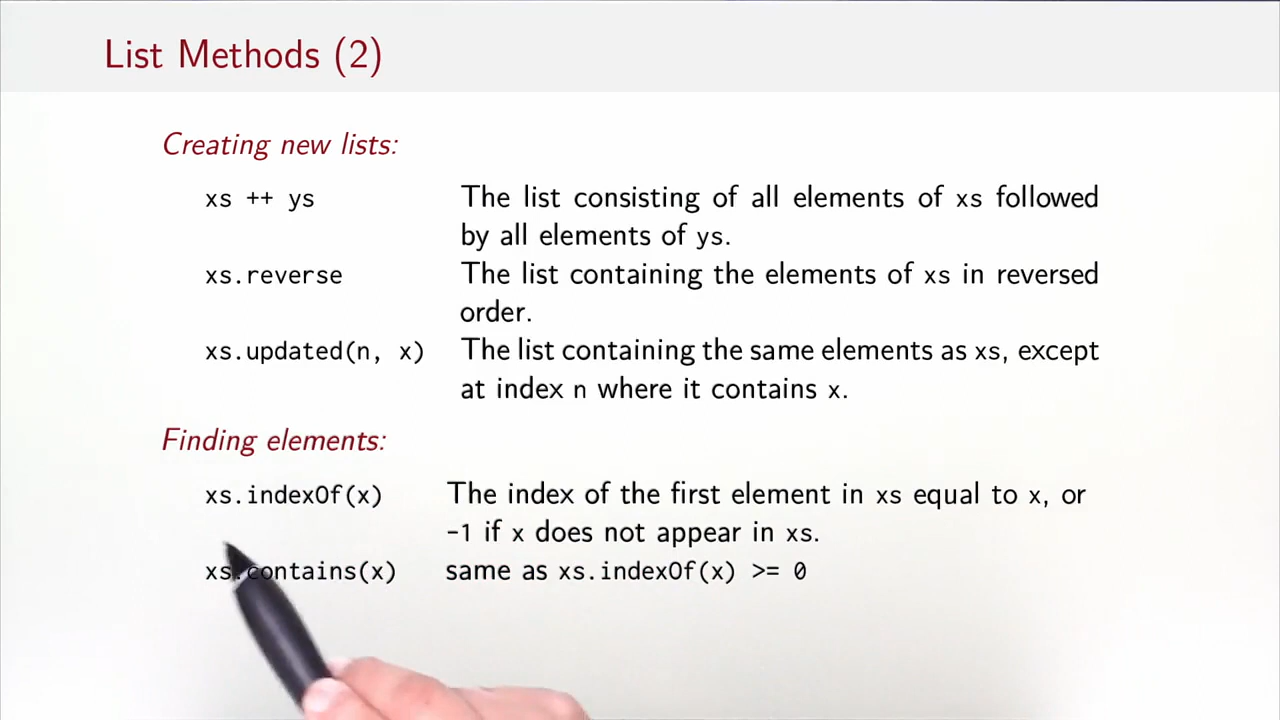 List Methods (2)
Creating new lists:
xs ++ ys The list consisting of all elements of xs followed
by all elements of ys.
xs.reverse The list containing the elements of xs in reversed
order.
xs.updated(n, x) The list containing the same elements as xs, except
at index n where it contains x.
Finding elements:
xs.indexOf(x) The index of the first element in xs equal to x, or
-1 if x does not appear in xs.
xs.contains(x) same as xs.indexOf(x) >= 0